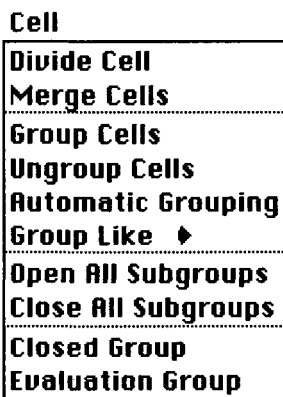 Cell
Divide Cell
Merge Cells
Group Cells
Ungroup Cells
Automatic Grouping
Group Like
Open All Subgroups
Close All Subgroups
Closed Group
Evaluation Group